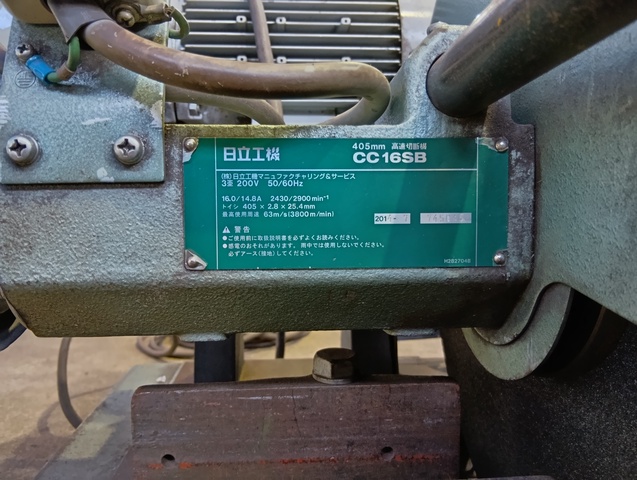 日立工機
405mm 高速切断機
CC16SB
(株)日立工機マニュファクチャリング&サービス
3相 200V 50/60Hz
16.0/14.8A 2430/2900min⁻¹
トイシ 405 × 2.8 × 25.4mm
最高使用周速 63m/s(3800m/min)
⚠ 警告
●ご使用前に取扱説明書を必ずよくお読みください。
●感電のおそれがあります。雨中では使用しないでください。
必ずアース(接地)してください。